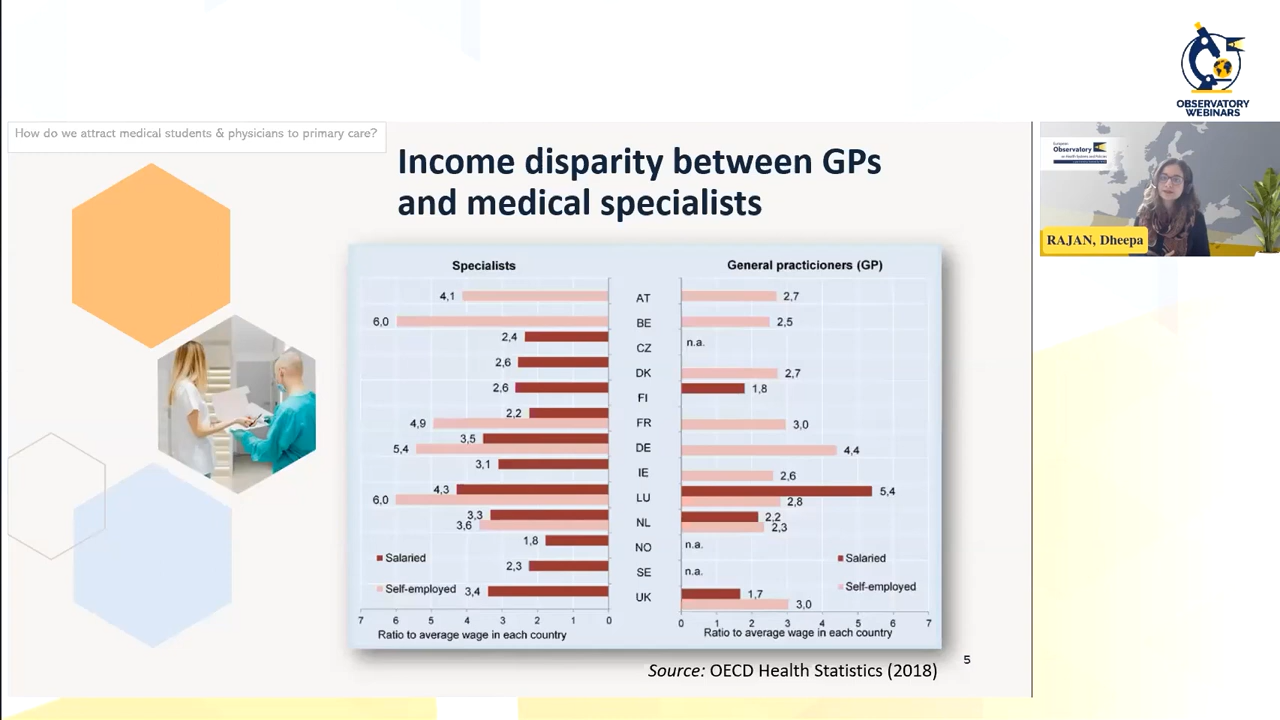 OBSERVATORY
WEBINARS
How do we attract medical students & physicians to primary care?
Income disparity between GPs
and medical specialists
European
Observatory
RAJAN, Dheepa
Specialists
General practicioners (GP)
4,1 AT 2,7
6,0 BE 2,5
2,4 CZ n.a.
2,6 DK 2,7
2,6 FI 1,8
2,2
4,9 FR 3,0
3,5
5,4 DE 4,4
3,1 IE 2,6
4,3 LU 5,4
6,0 2,8
3,3 NL 2,2
3,6 2,3
1,8 NO n.a.
2,3 SE n.a.
3,4 UK 1,7
3,0
Salaried
Self-employed
Salaried
Self-employed
7 6 5 4 3 2 1 0
Ratio to average wage in each country
0 1 2 3 4 5 6 7
Ratio to average wage in each country
Source: OECD Health Statistics (2018)
5